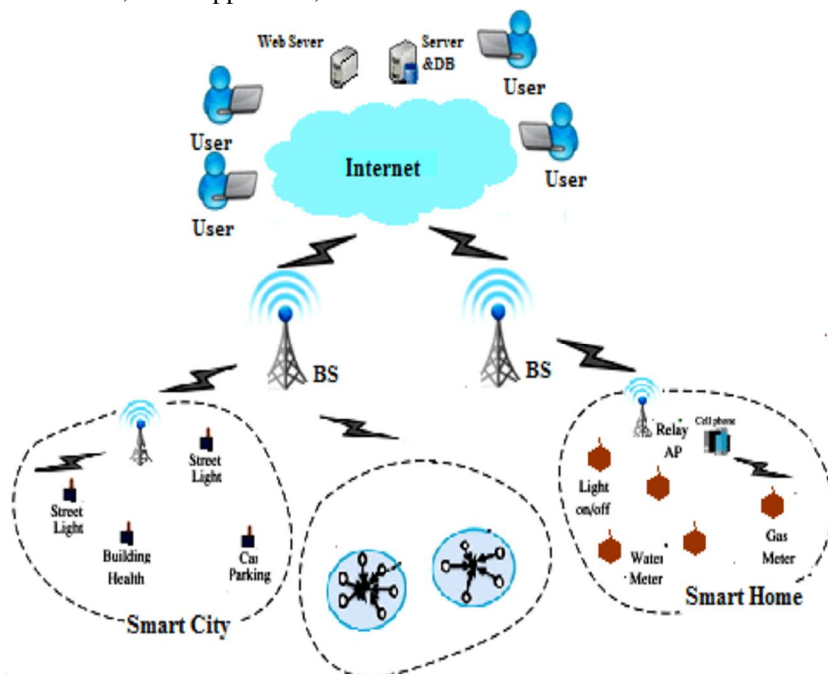 Web Sever
Server
&DB
User
User
User
User
Internet
BS
BS
Street
Light
Street
Light
Building
Health
Car
Parking
Smart City
Relay
AP
Cell phone
Light
on/off
Water
Meter
Gas
Meter
Smart Home